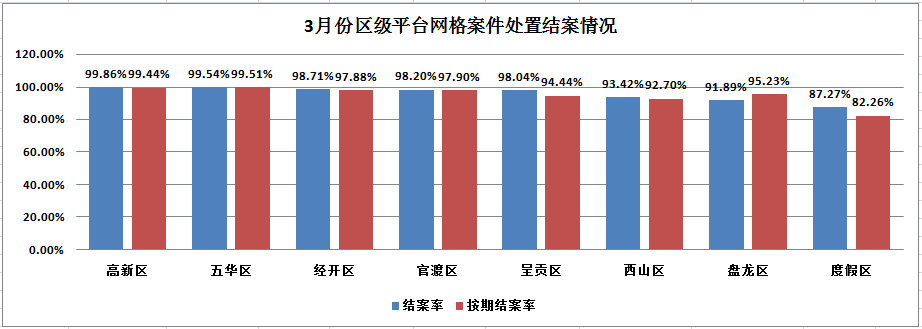 3月份区级平台网格案件处置结案情况
120.00%
99.86% 99.44% 99.54% 99.51% 98.71% 97.88% 98.20% 97.90% 98.04% 94.44% 93.42% 92.70% 91.89% 95.23% 87.27% 82.26%
100.00%
80.00%
60.00%
40.00%
20.00%
0.00%
高新区 五华区 经开区 官渡区 呈贡区 西山区 盘龙区 度假区
结案率 按期结案率